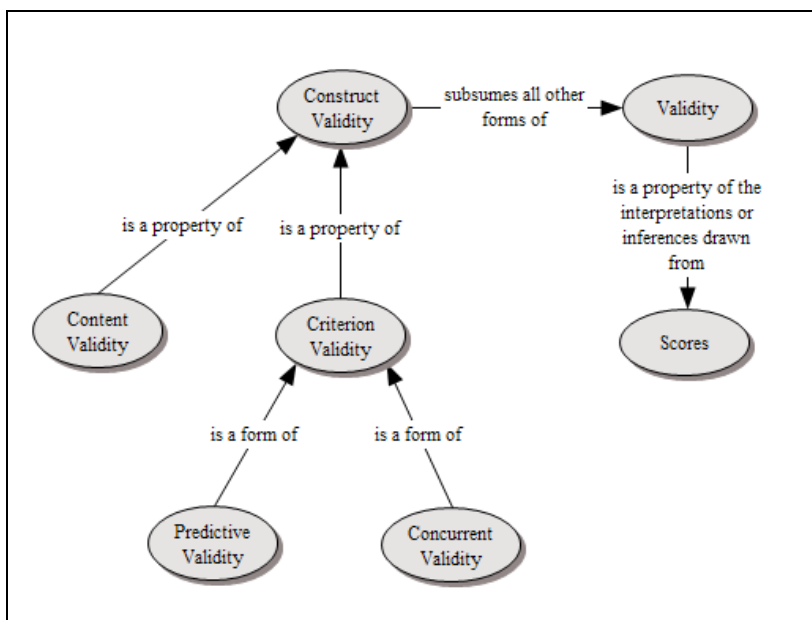 Construct
Validity
subsumes all other
forms of
Validity
is a property of the
interpretations or
inferences drawn
from
is a property of
is a property of
Content
Validity
Criterion
Validity
Scores
is a form of
is a form of
Predictive
Validity
Concurrent
Validity